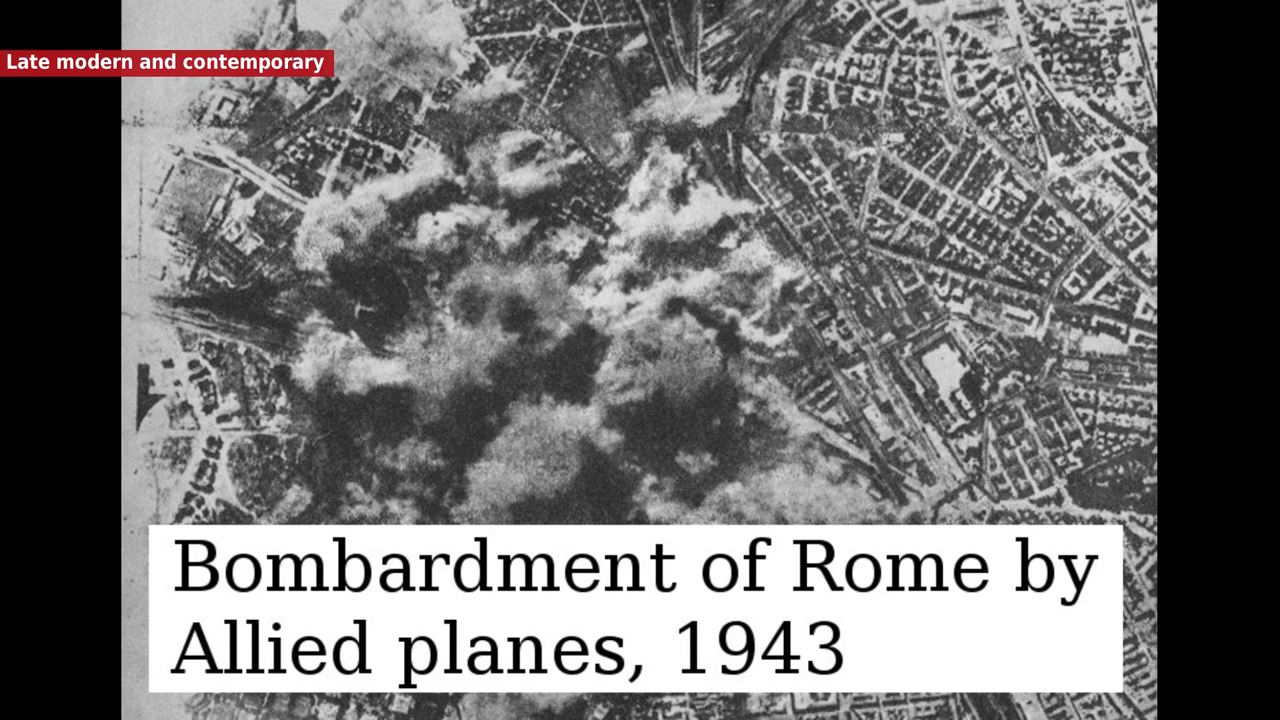 Late modern and contemporary
Bombardment of Rome by
Allied planes, 1943